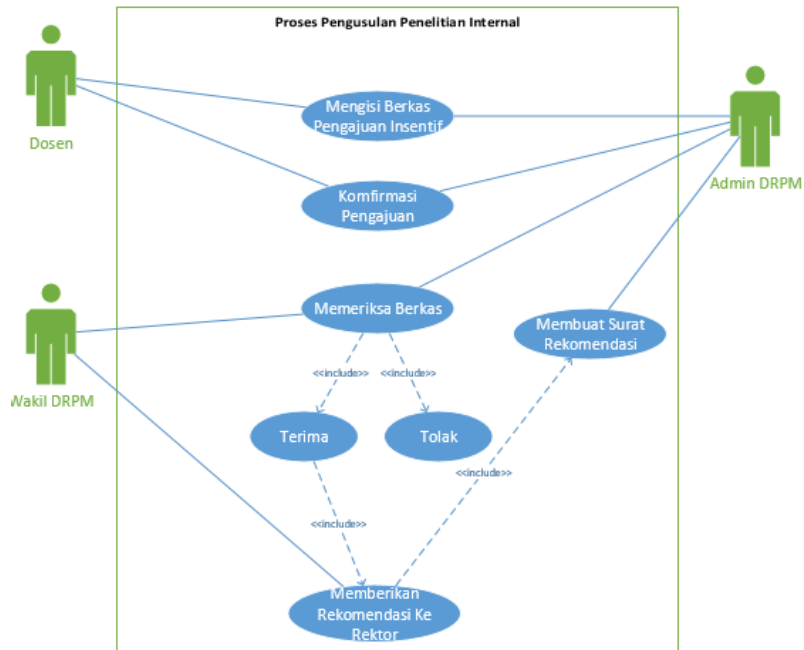 Proses Pengusulan Penelitian Internal
Dosen
Mengisi Berkas
Pengajuan Insentif
Admin DRPM
Komfirmasi
Pengajuan
Memeriksa Berkas
Membuat Surat
Rekomendasi
Wakil DRPM
<<include>>
<<include>>
Terima
Tolak
<<include>>
<<include>>
Memberikan
Rekomendasi Ke
Rektor